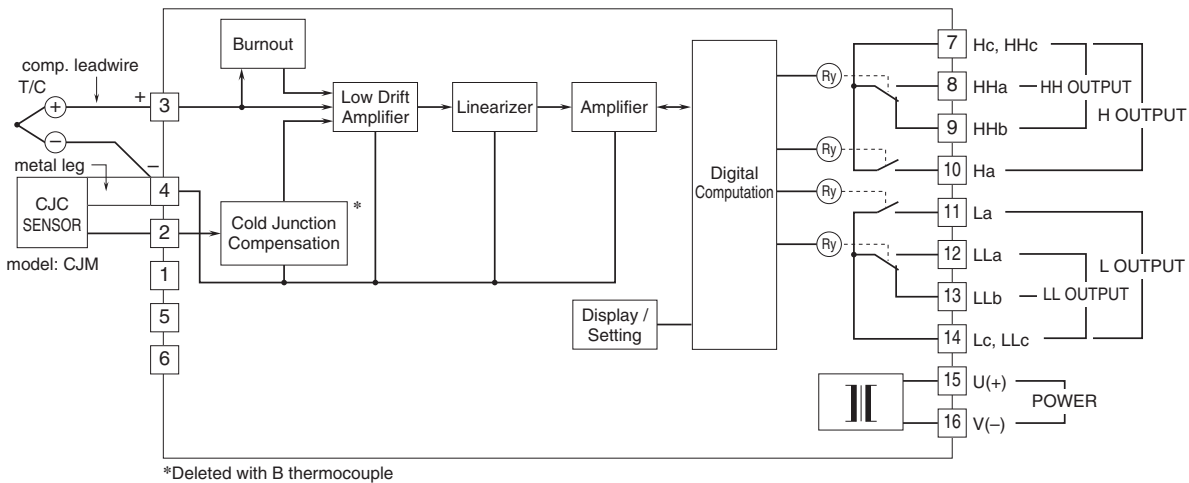 Burnout
comp. leadwire
T/C
+
+
3
–
–
metal leg
4
CJC
SENSOR
2
model: CJM
1
5
6
Low Drift
Amplifier
Linearizer
Amplifier
Cold Junction
Compensation
*
Display /
Setting
Digital
Computation
Ry
Ry
Ry
Ry
7 Hc, HHc
8 HHa
HH OUTPUT
9 HHb
H OUTPUT
10 Ha
11 La
12 LLa
L OUTPUT
13 LLb
LL OUTPUT
14 Lc, LLc
15 U(+)
POWER
16 V(–)
*Deleted with B thermocouple